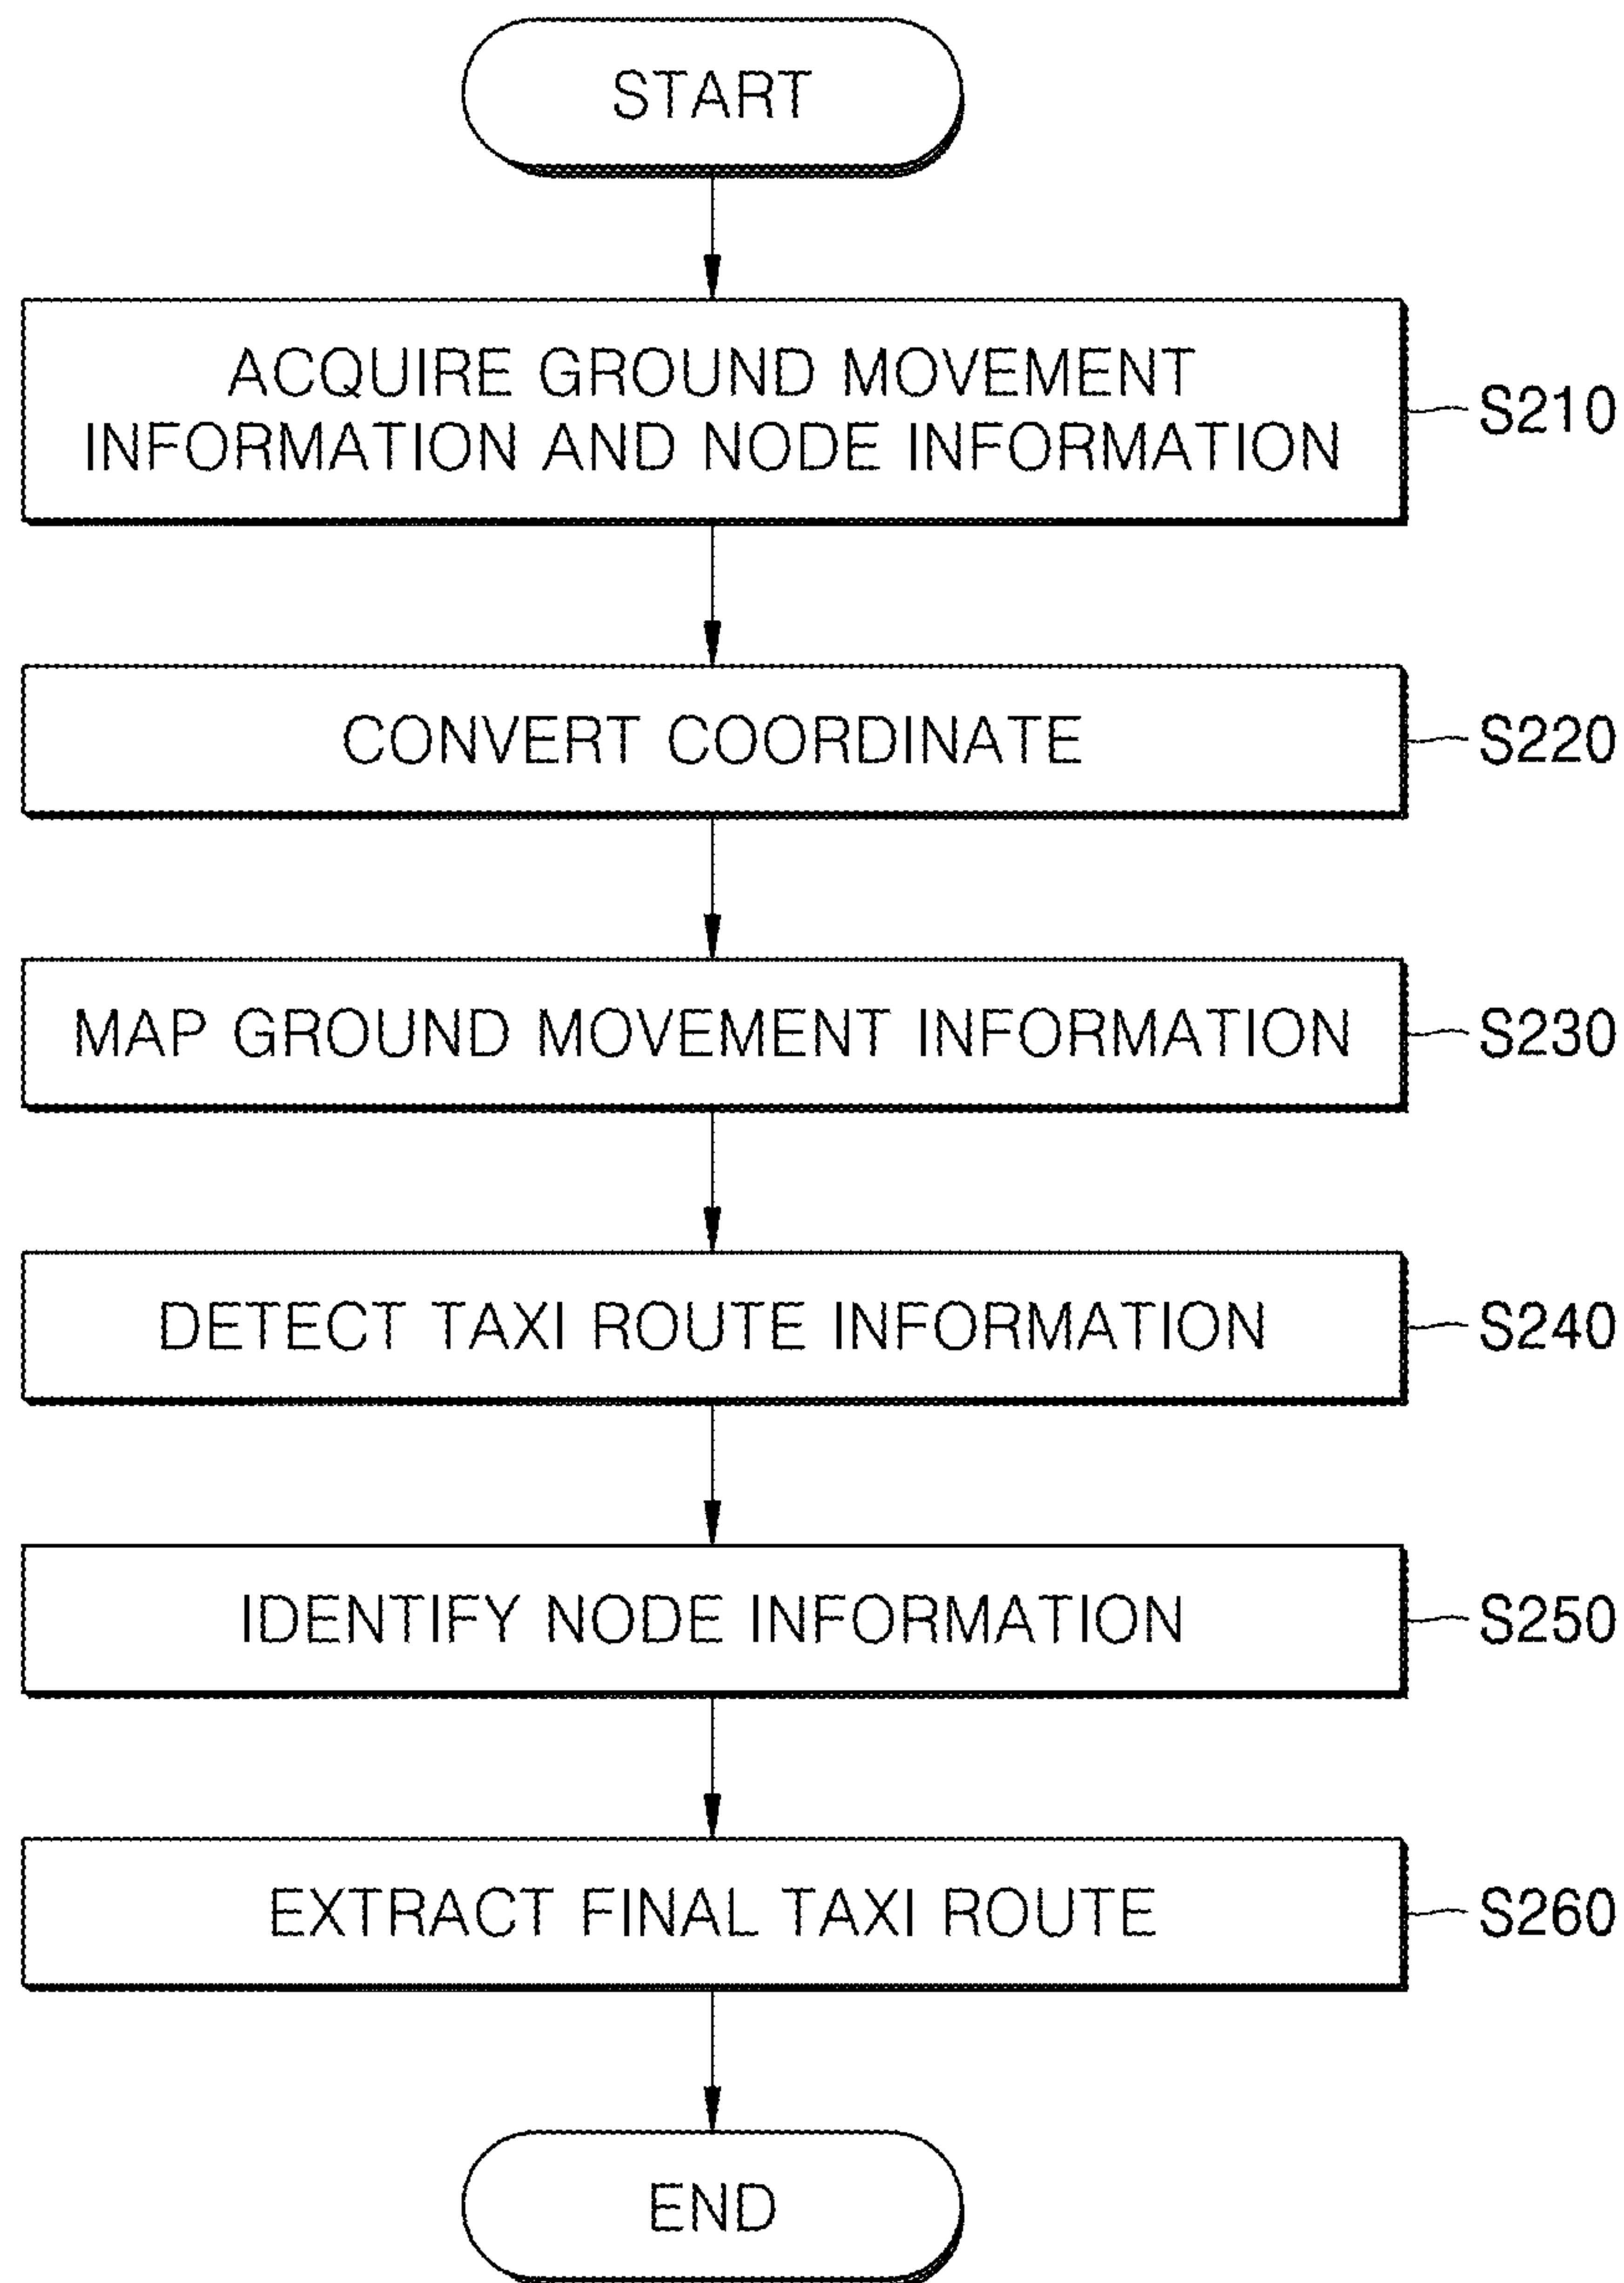 START
ACQUIRE GROUND MOVEMENT
INFORMATION AND NODE INFORMATION
S210
CONVERT COORDINATE
S220
MAP GROUND MOVEMENT INFORMATION
S230
DETECT TAXI ROUTE INFORMATION
S240
IDENTIFY NODE INFORMATION
S250
EXTRACT FINAL TAXI ROUTE
S260
END